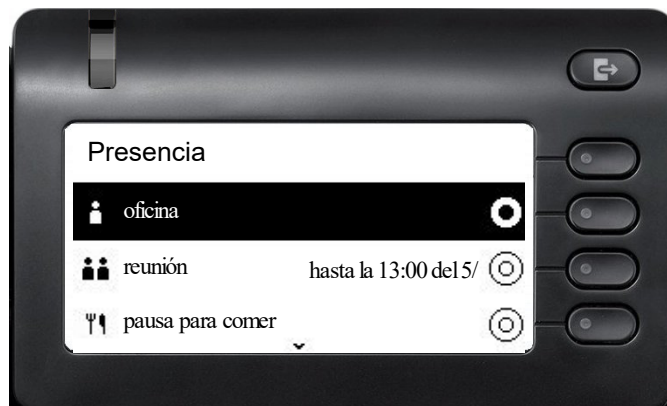 Presencia
oficina
reunión hasta la 13:00 del 5/
pausa para comer